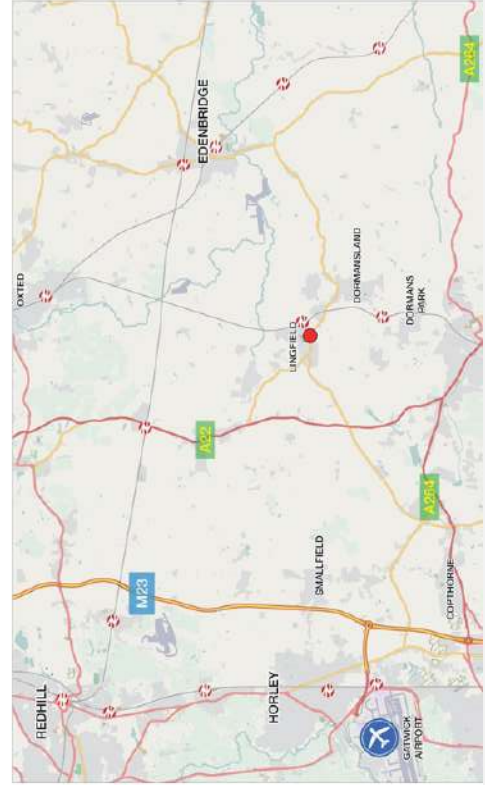 OXTED
REDHILL
M23
EDENBRIDGE
A22
HORLEY
LINGFIELD
SMALLFIELD
DORMANSLAND
GATWICK
AIRPORT
DORMANS
PARK
A264
COPTHORNE
A264